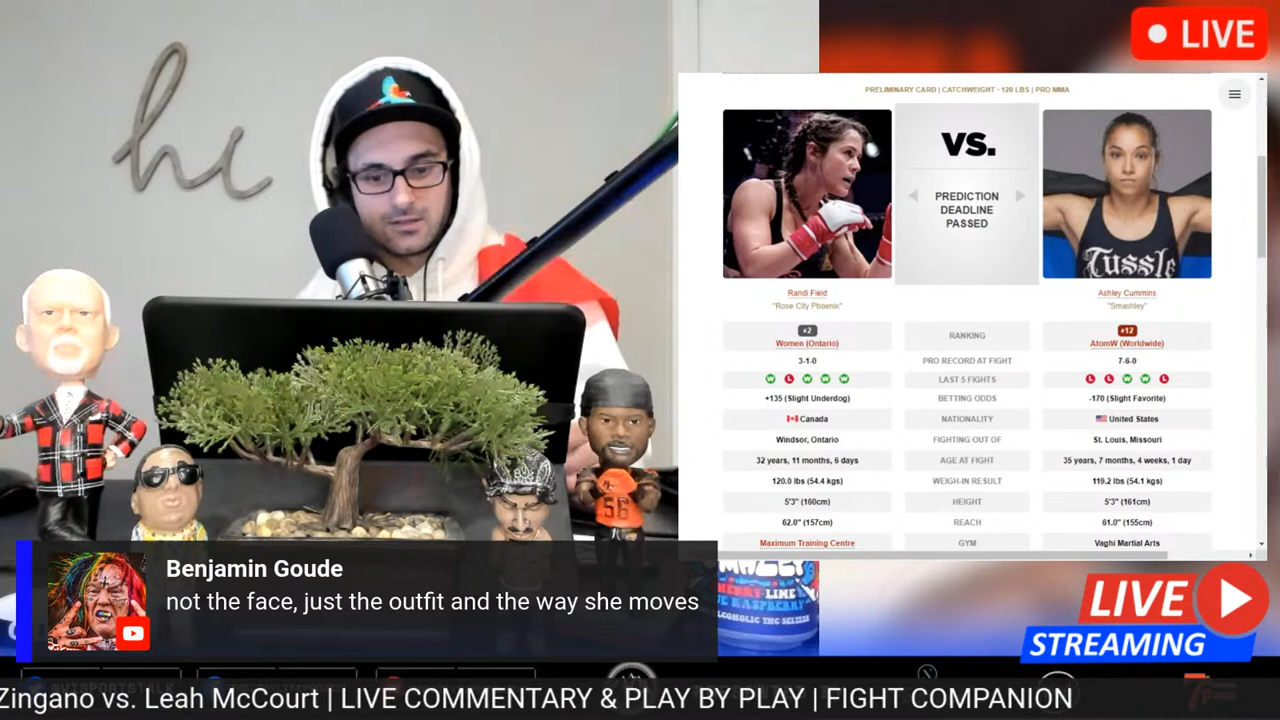 LIVE
hi
PRELIMINARY CARD | CATCHWEIGHT · 120 LBS | PRO MMA
VS.
PREDICTION
DEADLINE
PASSED
Tussle
Randi Field
Ashley Cummins
"Rose City Phoenix"
"Smashley"
#2
RANKING
#12
Women (Ontario)
AtomW (Worldwide)
3-1-0
PRO RECORD AT FIGHT
7-6-0
W L W W W
LAST 5 FIGHTS
L L W W L
+135 (Slight Underdog)
BETTING ODDS
-170 (Slight Favorite)
Canada
NATIONALITY
United States
Windsor, Ontario
FIGHTING OUT OF
St. Louis, Missouri
32 years, 11 months, 6 days
AGE AT FIGHT
35 years, 7 months, 4 weeks, 1 day
120.0 lbs (54.4 kgs)
WEIGH-IN RESULT
119.2 lbs (54.1 kgs)
5'3" (160cm)
HEIGHT
5'3" (161cm)
62.0" (157cm)
REACH
61.0" (155cm)
Maximum Training Centre
GYM
Vaghi Martial Arts
56
Benjamin Goude
not the face, just the outfit and the way she moves
LIVE
STREAMING
Zingano vs. Leah McCourt | LIVE COMMENTARY & PLAY BY PLAY | FIGHT COMPANION